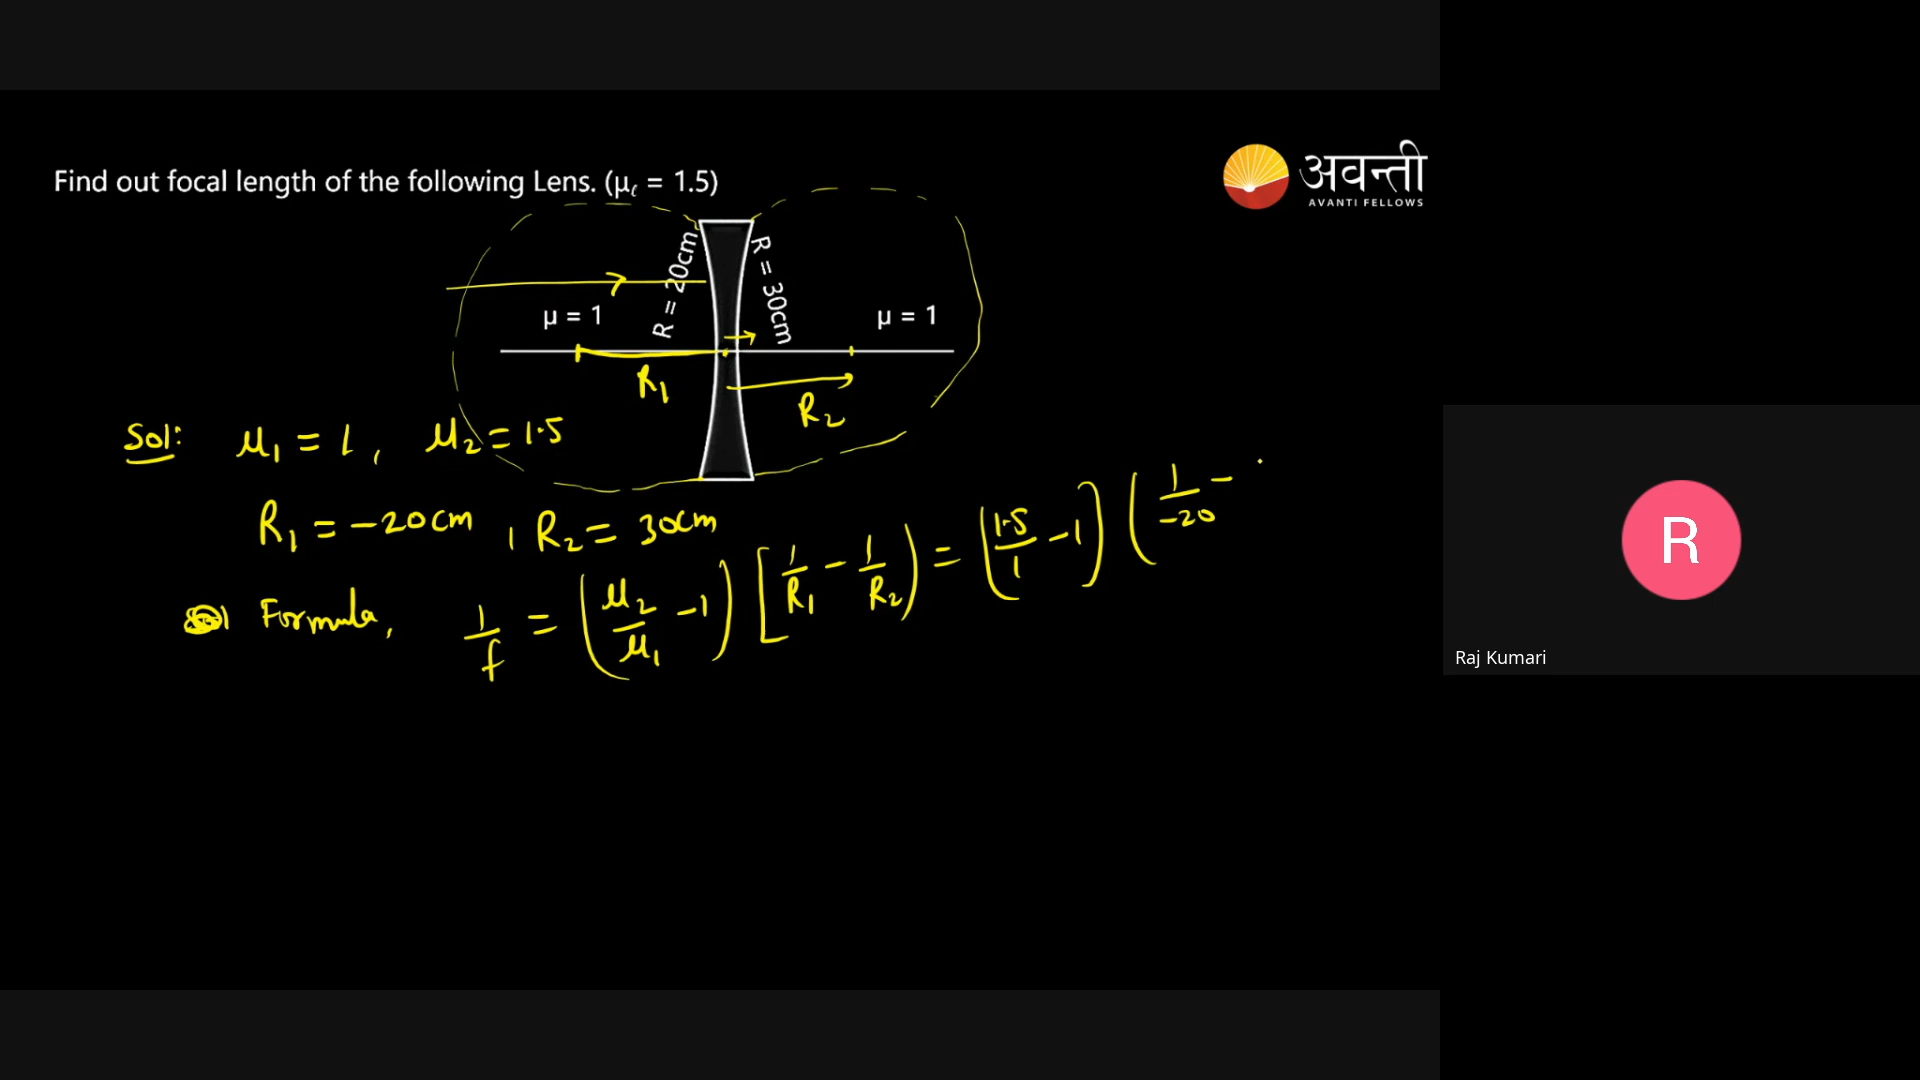 Find out focal length of the following Lens. (μℓ = 1.5)
अवन्ती
AVANTI FELLOWS
R = 20cm
R = 30cm
μ = 1
μ = 1
R₁
R₂
Sol: μ₁ = 1, μ₂ = 1.5
R₁ = -20cm, R₂ = 30cm
Formula, 1/f = (μ₂/μ₁ - 1) [1/R₁ - 1/R₂) = (1.5/1 - 1) (1/-20 -
R
Raj Kumari